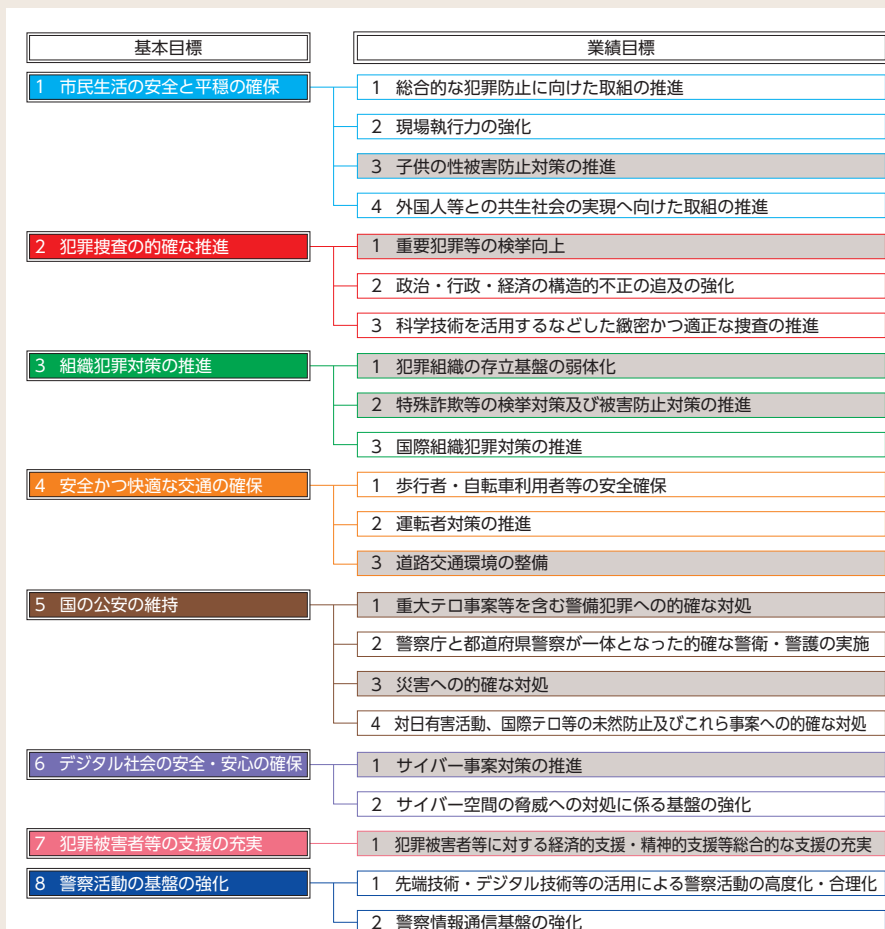 基本目標
業績目標
1 市民生活の安全と平穏の確保
1 総合的な犯罪防止に向けた取組の推進
2 現場執行力の強化
3 子供の性被害防止対策の推進
4 外国人等との共生社会の実現へ向けた取組の推進
2 犯罪捜査の的確な推進
1 重要犯罪等の検挙向上
2 政治・行政・経済の構造的不正の追及の強化
3 科学技術を活用するなどした緻密かつ適正な捜査の推進
3 組織犯罪対策の推進
1 犯罪組織の存立基盤の弱体化
2 特殊詐欺等の検挙対策及び被害防止対策の推進
3 国際組織犯罪対策の推進
4 安全かつ快適な交通の確保
1 歩行者・自転車利用者等の安全確保
2 運転者対策の推進
3 道路交通環境の整備
5 国の公安の維持
1 重大テロ事案等を含む警備犯罪への的確な対処
2 警察庁と都道府県警察が一体となった的確な警衛・警護の実施
3 災害への的確な対処
4 対日有害活動、国際テロ等の未然防止及びこれら事案への的確な対処
6 デジタル社会の安全・安心の確保
1 サイバー事案対策の推進
2 サイバー空間の脅威への対処に係る基盤の強化
7 犯罪被害者等の支援の充実
1 犯罪被害者等に対する経済的支援・精神的支援等総合的な支援の充実
8 警察活動の基盤の強化
1 先端技術・デジタル技術等の活用による警察活動の高度化・合理化
2 警察情報通信基盤の強化